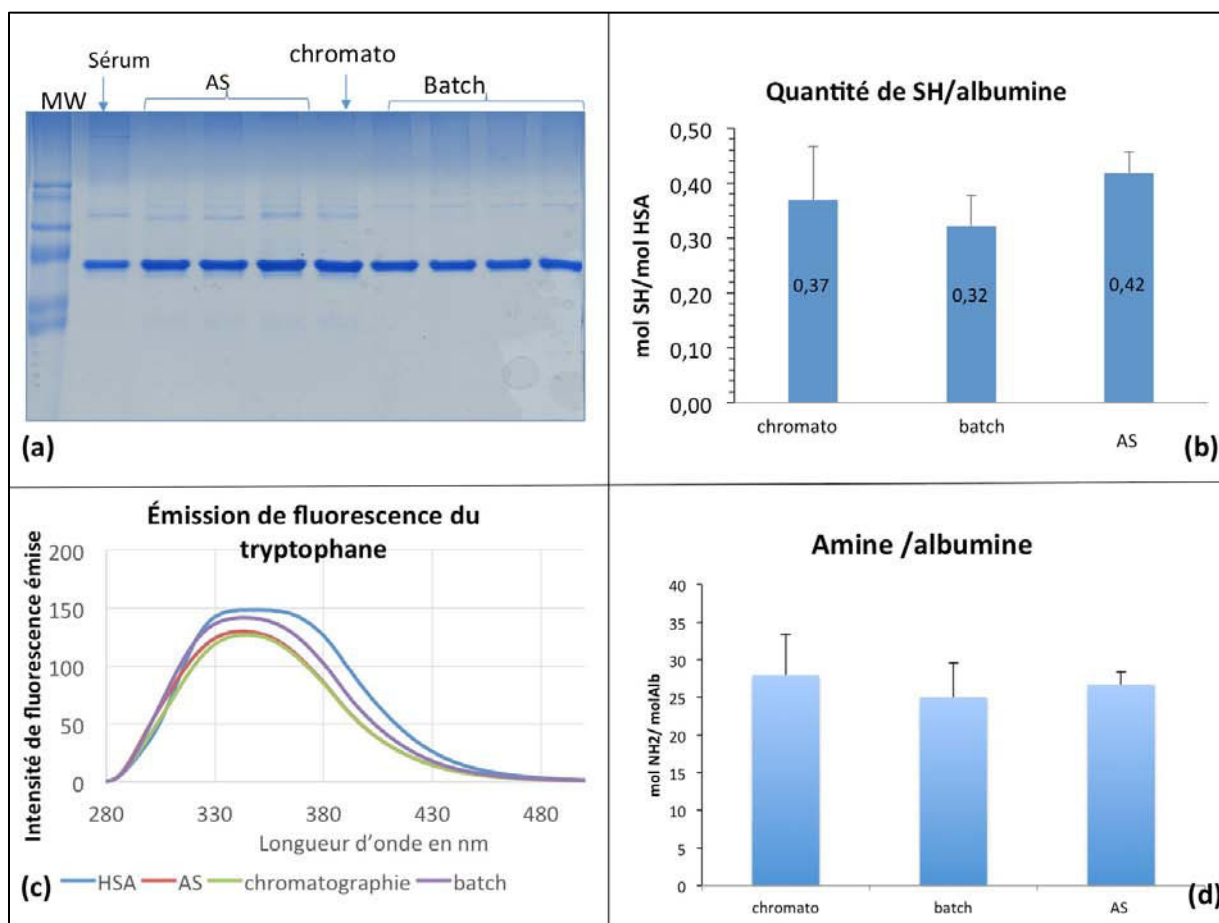 Sérum
chromato
AS
Batch
MW
(a)
Quantité de SH/albumine
mol SH/mol HSA
0,50
0,40
0,30
0,20
0,10
0,00
0,37
0,32
0,42
chromato
batch
AS
(b)
Émission de fluorescence du
tryptophane
Intensité de fluorescence émise
200
150
100
50
0
280
330
380
430
480
Longueur d'onde en nm
HSA
AS
chromatographie
batch
(c)
Amine /albumine
mol NH2/ molAlb
40
35
30
25
20
15
10
5
0
chromato
batch
AS
(d)